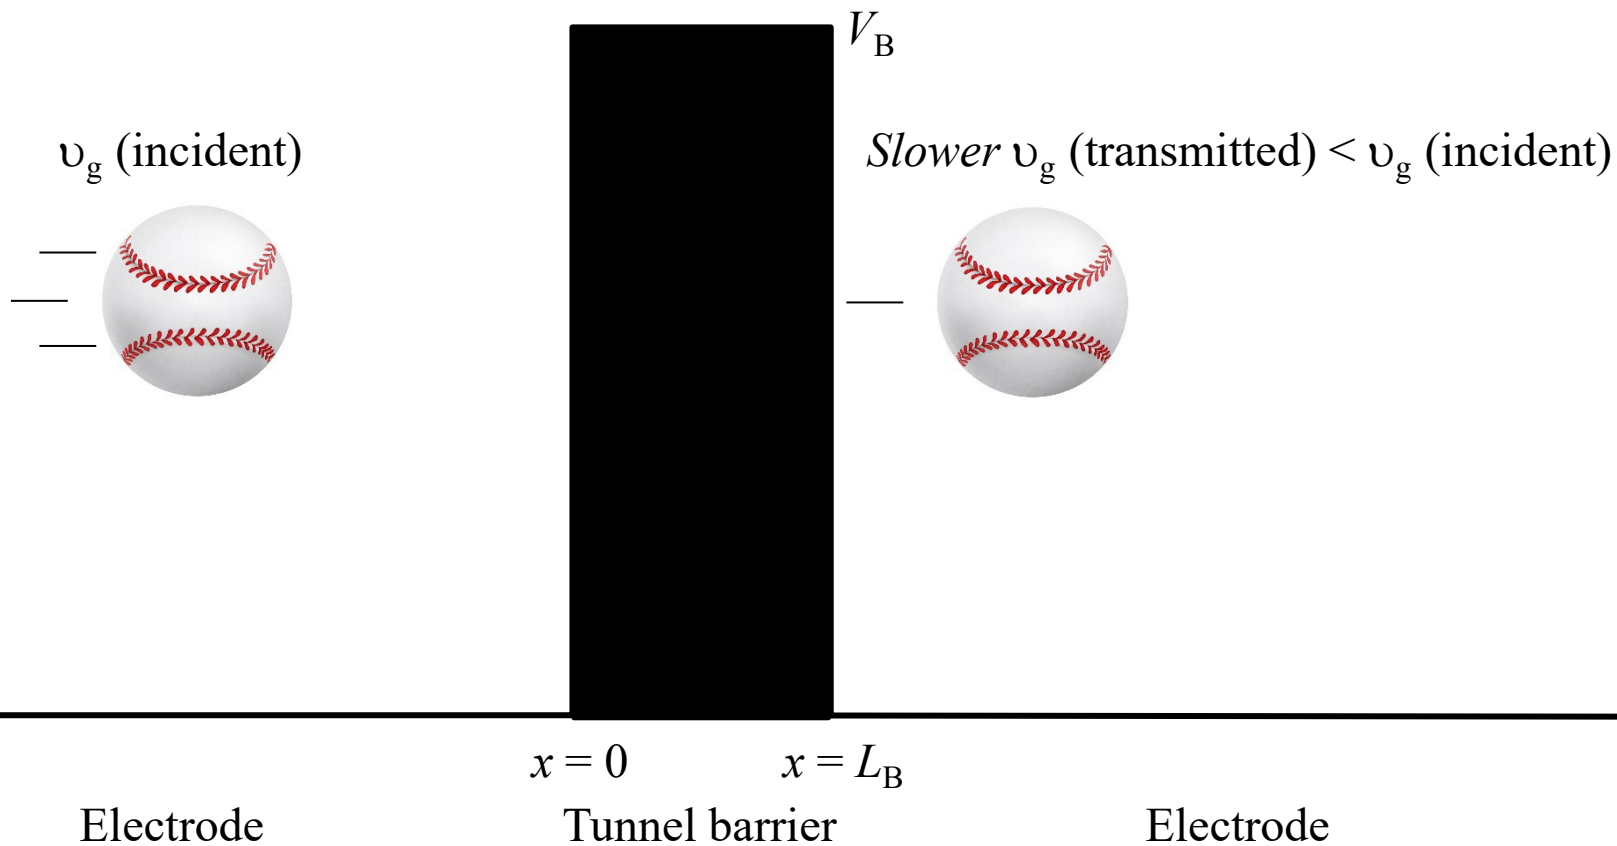 V_B
υ_g (incident)
Slower υ_g (transmitted) < υ_g (incident)
x = 0
x = L_B
Electrode
Tunnel barrier
Electrode